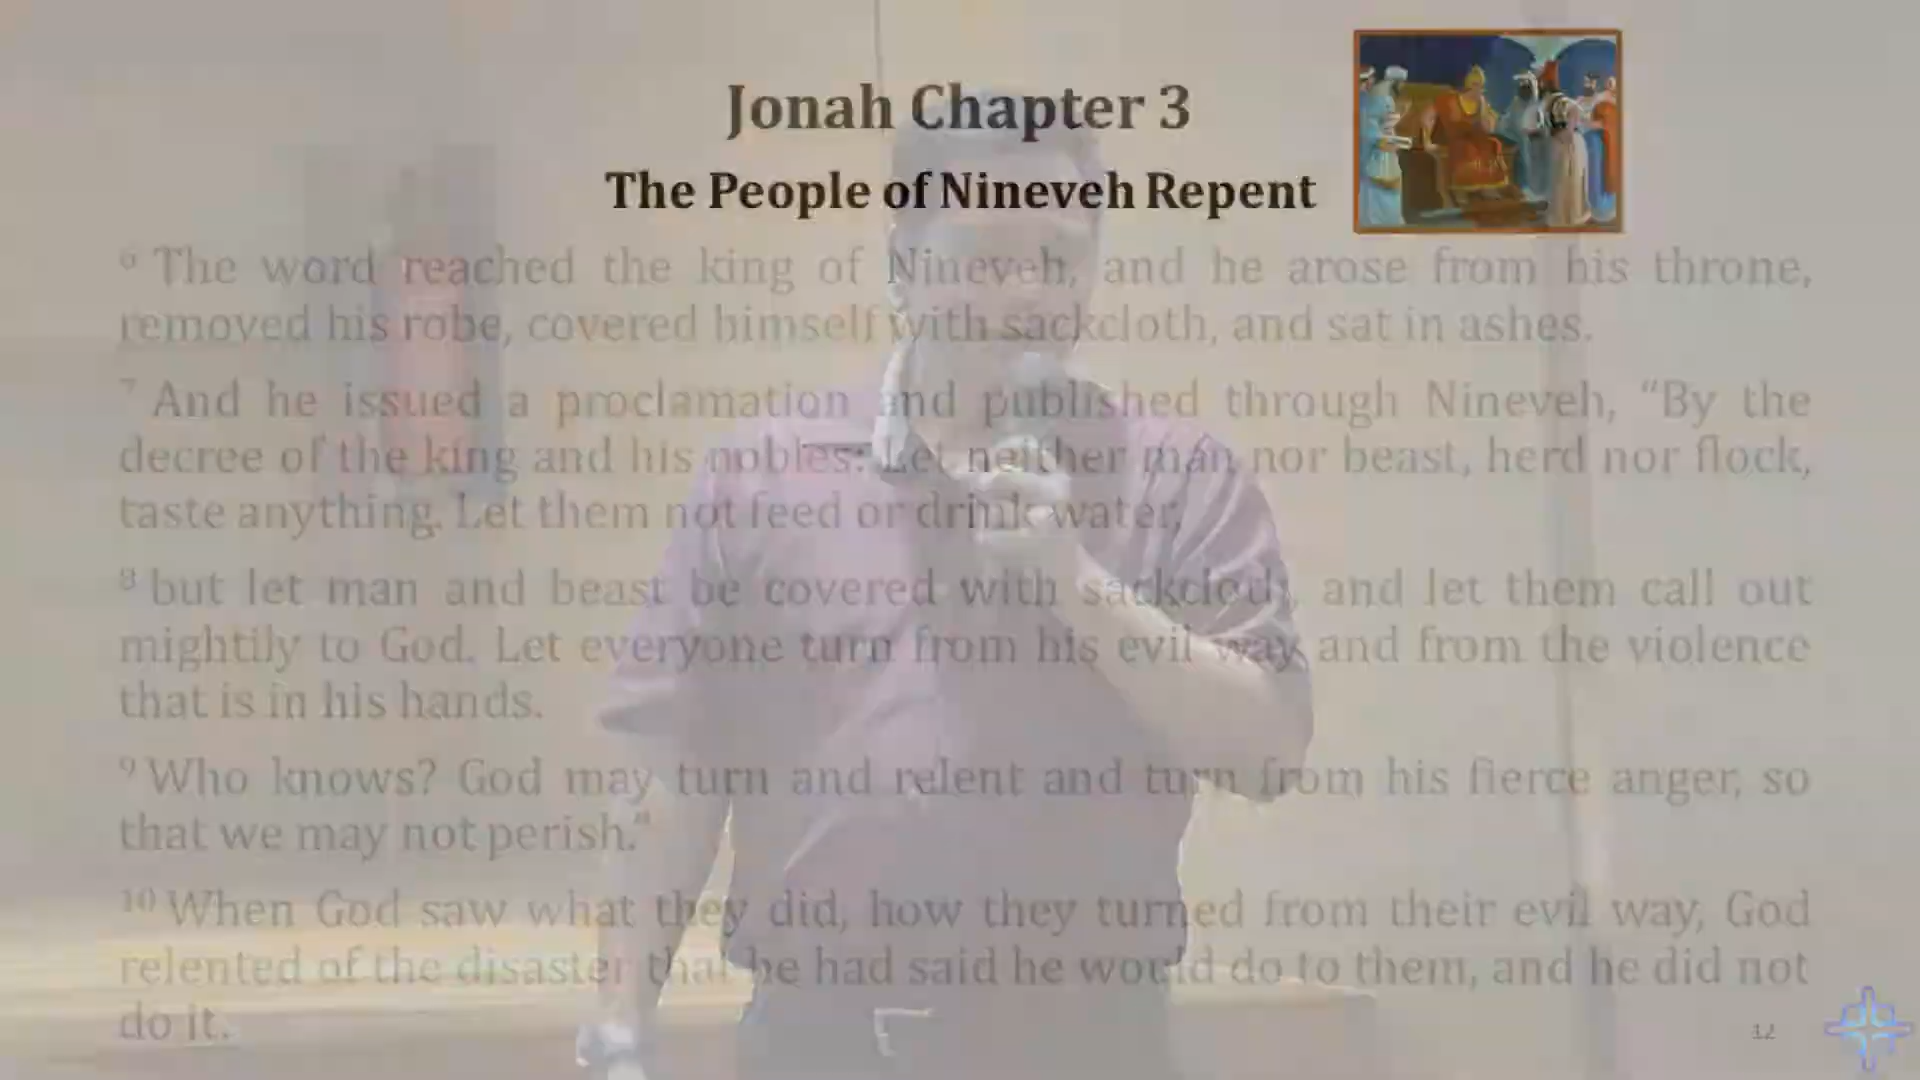 Jonah Chapter 3
The People of Nineveh Repent
6 The word reached the king of Nineveh, and he arose from his throne,
removed his robe, covered himself with sackcloth, and sat in ashes.
7 And he issued a proclamation and published through Nineveh, “By the
decree of the king and his nobles: Let neither man nor beast, herd nor flock,
taste anything. Let them not feed or drink water,
8 but let man and beast be covered with sackcloth, and let them call out
mightily to God. Let everyone turn from his evil way and from the violence
that is in his hands.
9 Who knows? God may turn and relent and turn from his fierce anger, so
that we may not perish.”
10 When God saw what they did, how they turned from their evil way, God
relented of the disaster that he had said he would do to them, and he did not
do it.
12